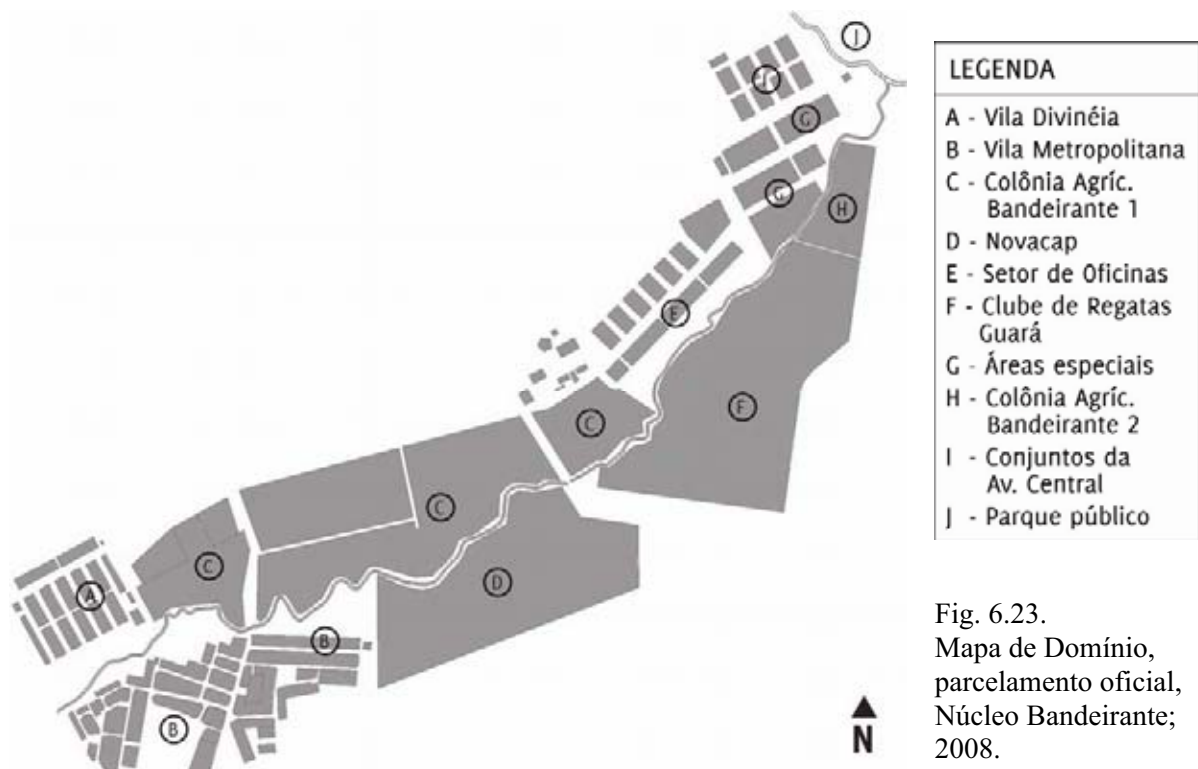 J
G
G
H
E
F
C
C
C
D
A
B
B
N
LEGENDA
A - Vila Divinéia
B - Vila Metropolitana
C - Colônia Agríc.
Bandeirante 1
D - Novacap
E - Setor de Oficinas
F - Clube de Regatas
Guará
G - Áreas especiais
H - Colônia Agríc.
Bandeirante 2
I - Conjuntos da
Av. Central
J - Parque público
Fig. 6.23.
Mapa de Domínio,
parcelamento oficial,
Núcleo Bandeirante;
2008.